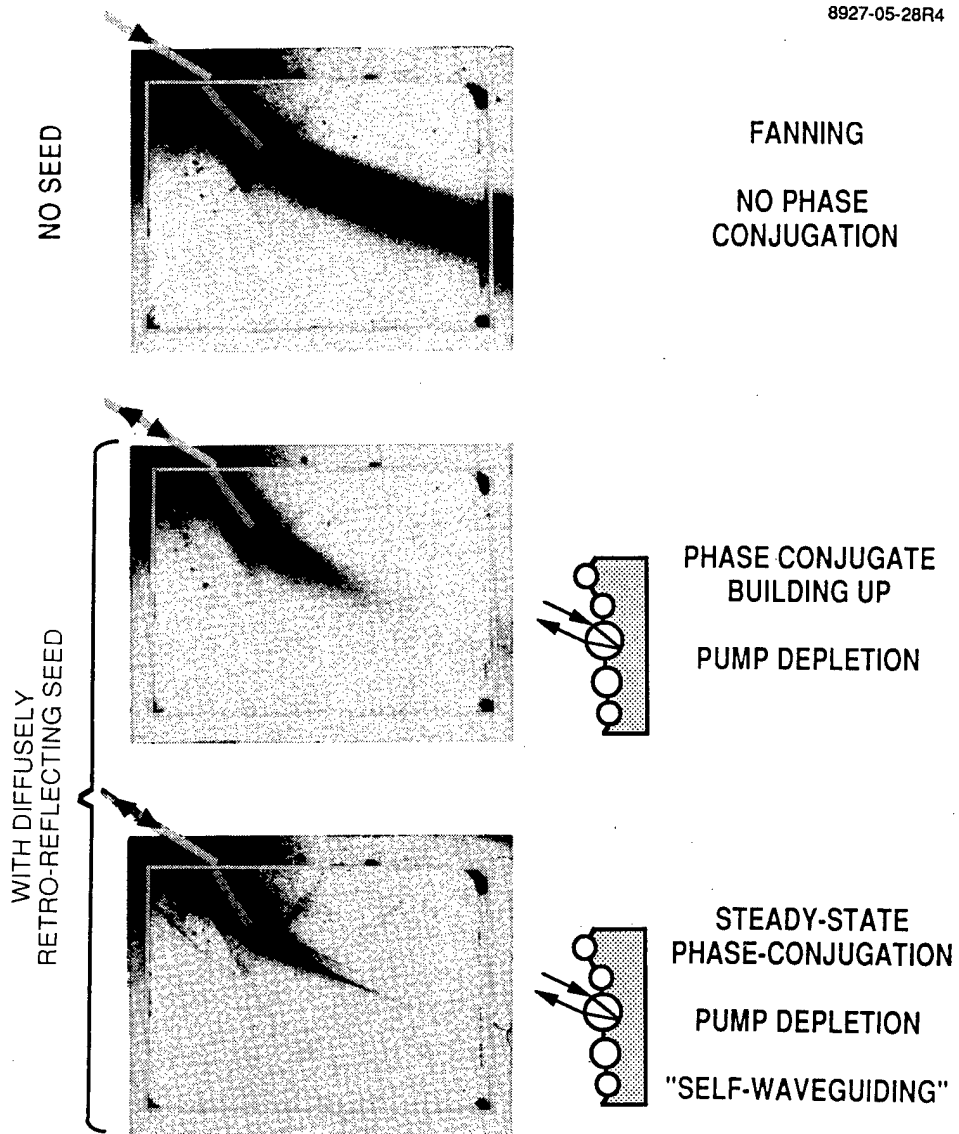 8927-05-28R4
NO SEED
FANNING
NO PHASE
CONJUGATION
WITH DIFFUSELY
RETRO-REFLECTING SEED
PHASE CONJUGATE
BUILDING UP
PUMP DEPLETION
STEADY-STATE
PHASE-CONJUGATION
PUMP DEPLETION
"SELF-WAVEGUIDING"